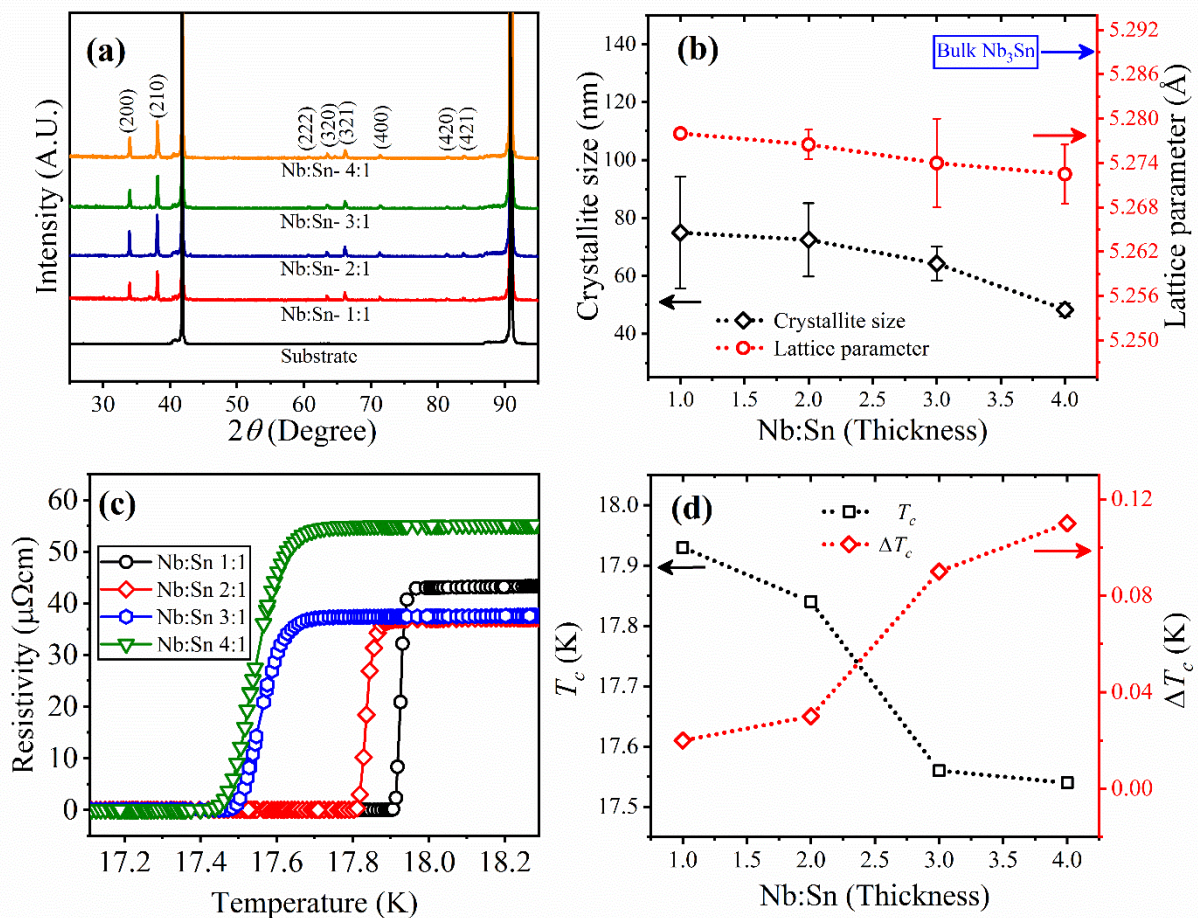 (a)
(200)
(210)
(222)
(320)
(321)
(400)
(420)
(421)
Nb:Sn- 4:1
Nb:Sn- 3:1
Nb:Sn- 2:1
Nb:Sn- 1:1
Substrate
Intensity (A.U.)
30 40 50 60 70 80 90
2θ (Degree)
(b)
Bulk Nb₃Sn
Crystallite size
Lattice parameter
Crystallite size (nm)
140
120
100
80
60
40
Lattice parameter (Å)
5.292
5.286
5.280
5.274
5.268
5.262
5.256
5.250
1.0 1.5 2.0 2.5 3.0 3.5 4.0
Nb:Sn (Thickness)
(c)
Nb:Sn 1:1
Nb:Sn 2:1
Nb:Sn 3:1
Nb:Sn 4:1
Resistivity (μΩcm)
60
50
40
30
20
10
0
17.2 17.4 17.6 17.8 18.0 18.2
Temperature (K)
(d)
Tc
ΔTc
Tc (K)
18.0
17.9
17.8
17.7
17.6
17.5
ΔTc (K)
0.12
0.08
0.04
0.00
1.0 1.5 2.0 2.5 3.0 3.5 4.0
Nb:Sn (Thickness)